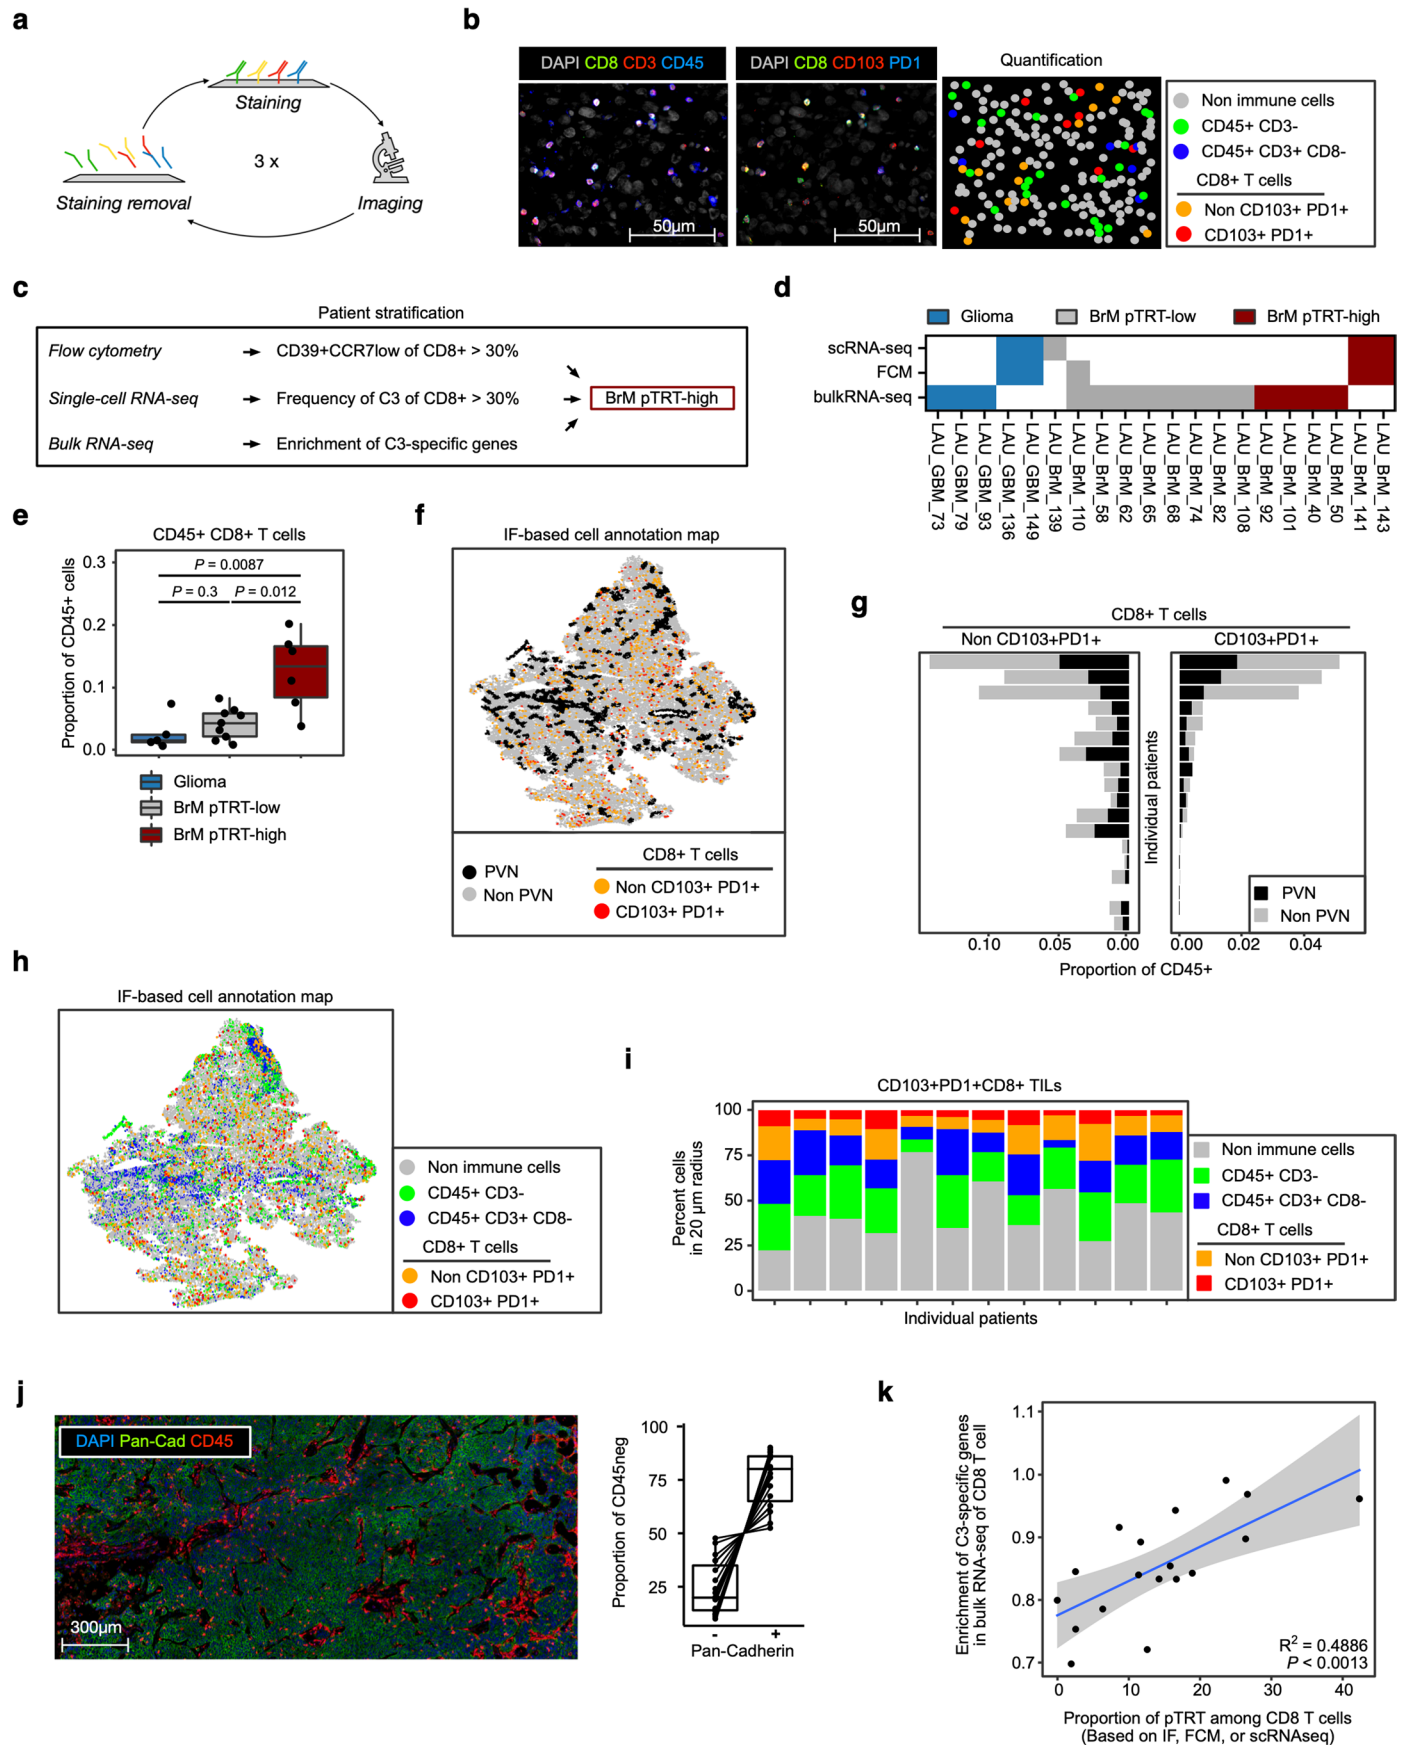 a
Staining
3 x
Staining removal
Imaging
b
DAPI CD8 CD3 CD45
DAPI CD8 CD103 PD1
Quantification
50µm
50µm
Non immune cells
CD45+ CD3-
CD45+ CD3+ CD8-
CD8+ T cells
Non CD103+ PD1+
CD103+ PD1+
c
Patient stratification
Flow cytometry
CD39+CCR7low of CD8+ > 30%
Single-cell RNA-seq
Frequency of C3 of CD8+ > 30%
BrM pTRT-high
Bulk RNA-seq
Enrichment of C3-specific genes
d
Glioma
BrM pTRT-low
BrM pTRT-high
scRNA-seq
FCM
bulkRNA-seq
LAU_GBM_73
LAU_GBM_79
LAU_GBM_93
LAU_GBM_136
LAU_GBM_149
LAU_BrM_139
LAU_BrM_110
LAU_BrM_58
LAU_BrM_62
LAU_BrM_65
LAU_BrM_68
LAU_BrM_74
LAU_BrM_82
LAU_BrM_108
LAU_BrM_92
LAU_BrM_101
LAU_BrM_40
LAU_BrM_50
LAU_BrM_141
LAU_BrM_143
e
CD45+ CD8+ T cells
Proportion of CD45+ cells
0.3
0.2
0.1
0.0
P = 0.0087
P = 0.3
P = 0.012
Glioma
BrM pTRT-low
BrM pTRT-high
f
IF-based cell annotation map
PVN
Non PVN
CD8+ T cells
Non CD103+ PD1+
CD103+ PD1+
g
CD8+ T cells
Non CD103+PD1+
CD103+PD1+
Individual patients
PVN
Non PVN
0.10
0.05
0.00
0.00
0.02
0.04
Proportion of CD45+
h
IF-based cell annotation map
Non immune cells
CD45+ CD3-
CD45+ CD3+ CD8-
CD8+ T cells
Non CD103+ PD1+
CD103+ PD1+
i
CD103+PD1+CD8+ TILs
Percent cells
in 20 µm radius
100
75
50
25
0
Individual patients
Non immune cells
CD45+ CD3-
CD45+ CD3+ CD8-
CD8+ T cells
Non CD103+ PD1+
CD103+ PD1+
j
DAPI Pan-Cad CD45
300µm
Proportion of CD45neg
100
75
50
25
-
+
Pan-Cadherin
k
Enrichment of C3-specific genes
in bulk RNA-seq of CD8 T cell
1.1
1.0
0.9
0.8
0.7
R² = 0.4886
P < 0.0013
0
10
20
30
40
Proportion of pTRT among CD8 T cells
(Based on IF, FCM, or scRNAseq)